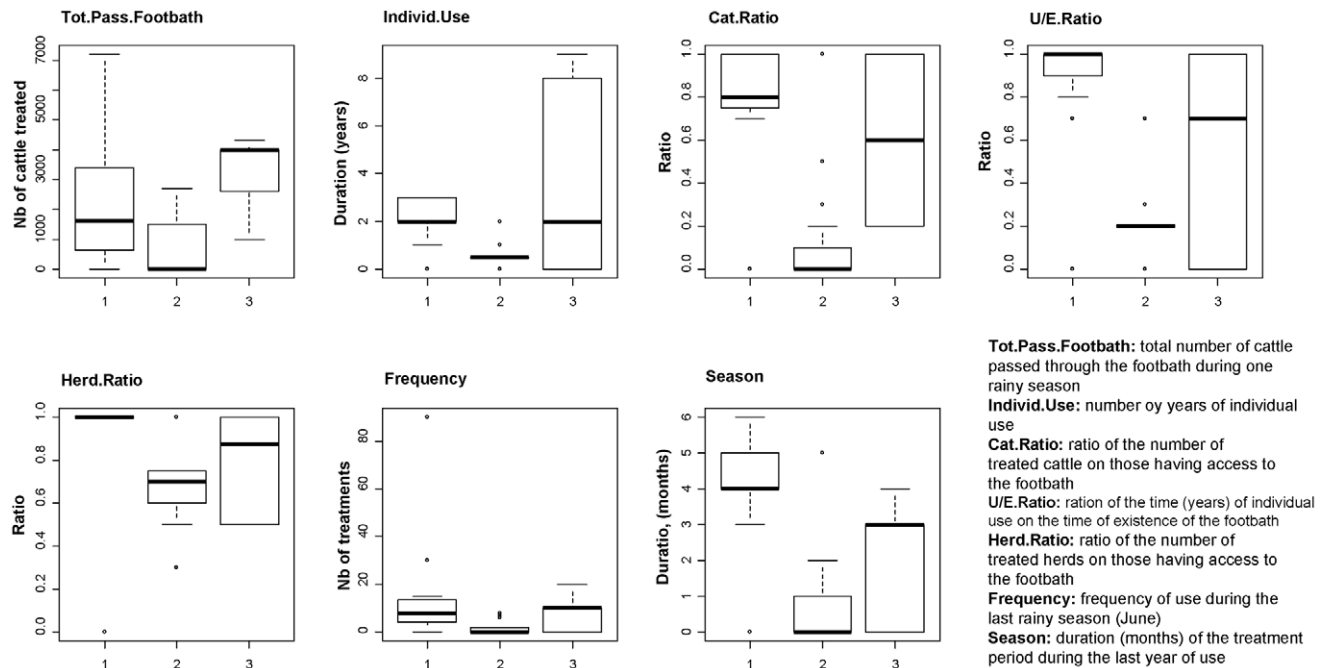 Tot.Pass.Footbath
Nb of cattle treated
0 1000 3000 5000 7000
1 2 3
Individ.Use
Duration (years)
0 2 4 6 8
1 2 3
Cat.Ratio
Ratio
0.0 0.2 0.4 0.6 0.8 1.0
1 2 3
U/E.Ratio
Ratio
0.0 0.2 0.4 0.6 0.8 1.0
1 2 3
Herd.Ratio
Ratio
0.0 0.2 0.4 0.6 0.8 1.0
1 2 3
Frequency
Nb of treatments
0 20 40 60 80
1 2 3
Season
Duratio, (months)
0 1 2 3 4 5 6
1 2 3
Tot.Pass.Footbath: total number of cattle
passed through the footbath during one
rainy season
Individ.Use: number oy years of individual
use
Cat.Ratio: ratio of the number of
treated cattle on those having access to
the footbath
U/E.Ratio: ration of the time (years) of individual
use on the time of existence of the footbath
Herd.Ratio: ratio of the number of
treated herds on those having access to
the footbath
Frequency: frequency of use during the
last rainy season (June)
Season: duration (months) of the treatment
period during the last year of use